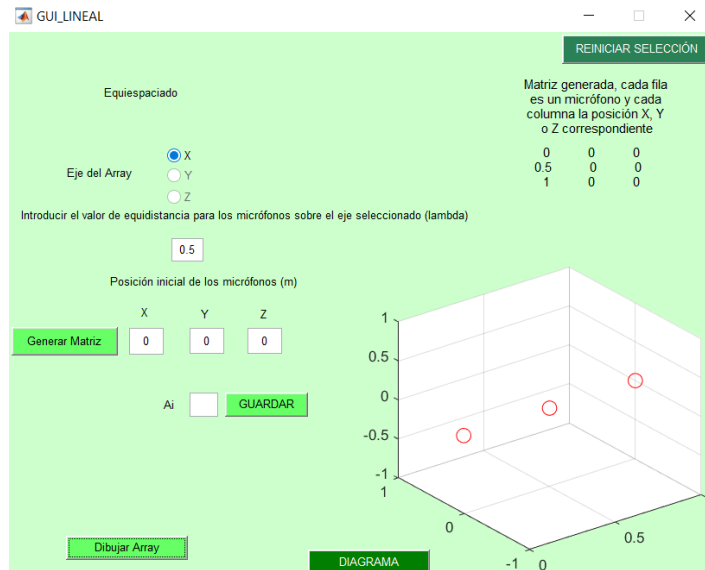 GUI_LINEAL
REINICIAR SELECCIÓN
Equiespaciado
Matriz generada, cada fila
es un micrófono y cada
columna la posición X, Y
o Z correspondiente
0 0 0
0.5 0 0
1 0 0
Eje del Array
X
Y
Z
Introducir el valor de equidistancia para los micrófonos sobre el eje seleccionado (lambda)
0.5
Posición inicial de los micrófonos (m)
X Y Z
Generar Matriz 0 0 0
Ai GUARDAR
Dibujar Array
1
0.5
0
-0.5
-1
1
0
-1
0
0.5
DIAGRAMA